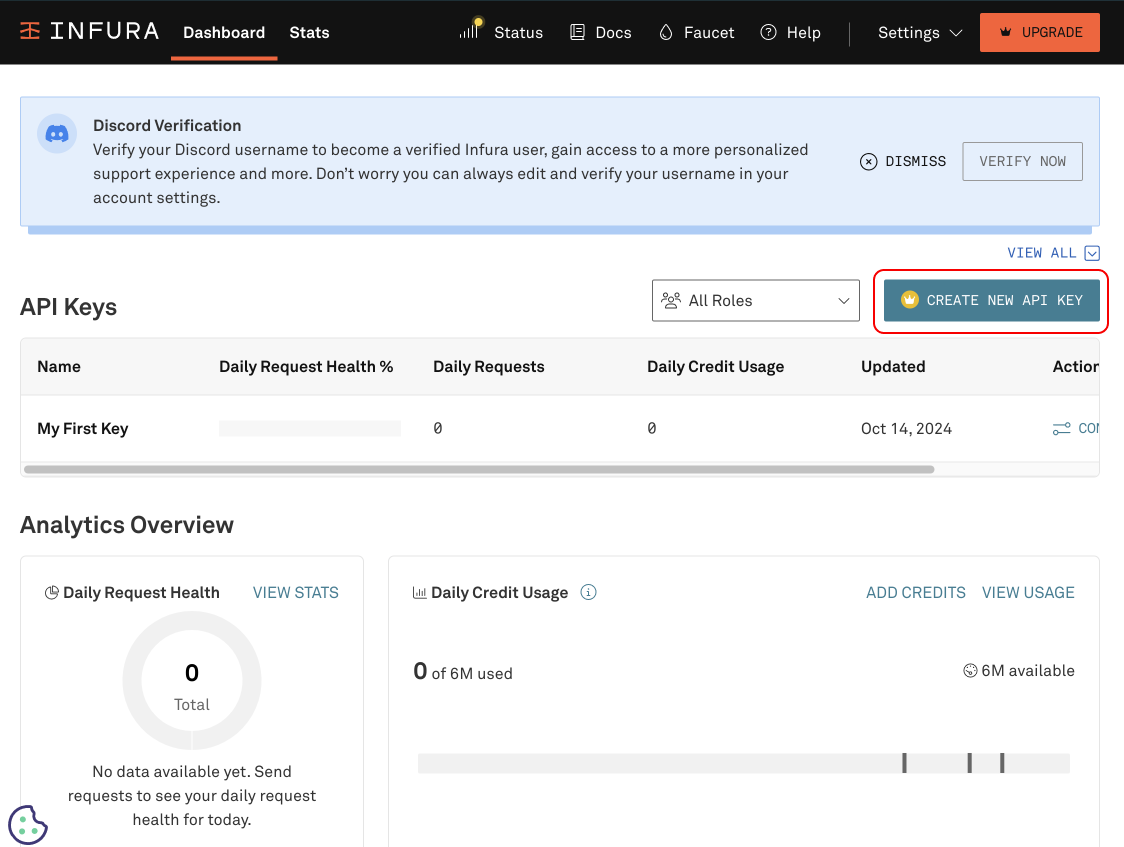 INFURA Dashboard Stats Status Docs Faucet Help Settings UPGRADE
Discord Verification
Verify your Discord username to become a verified Infura user, gain access to a more personalized
support experience and more. Don’t worry you can always edit and verify your username in your
account settings.
DISMISS VERIFY NOW
VIEW ALL
API Keys All Roles CREATE NEW API KEY
Name Daily Request Health % Daily Requests Daily Credit Usage Updated Action
My First Key 0 0 Oct 14, 2024 CON
Analytics Overview
Daily Request Health VIEW STATS
0
Total
No data available yet. Send
requests to see your daily request
health for today.
Daily Credit Usage ADD CREDITS VIEW USAGE
0 of 6M used 6M available